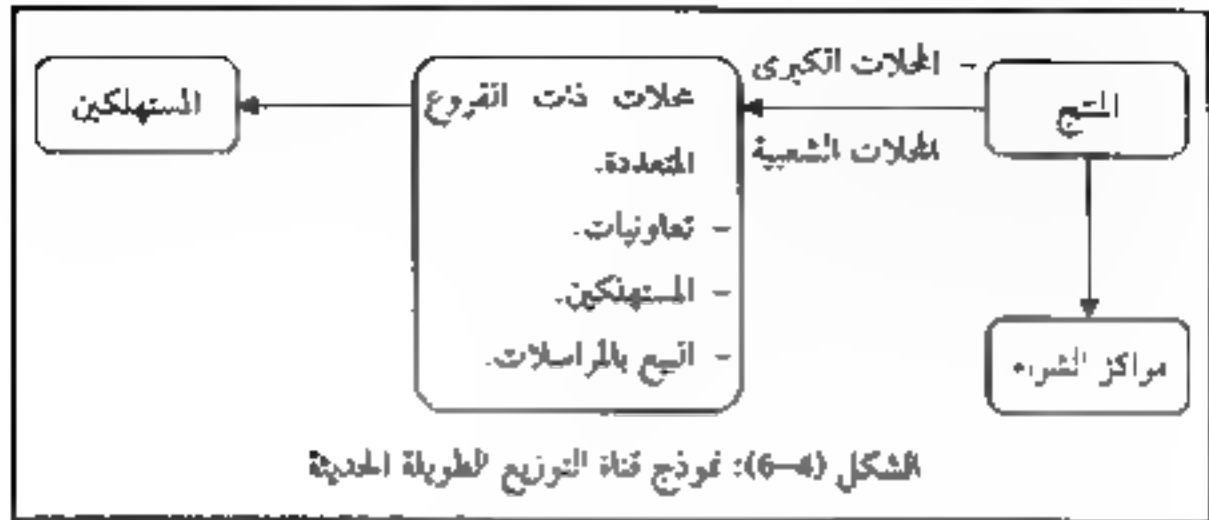 المنتج
- المحلات الكبرى
المحلات الشعبية
محلات ذات الفروع
المتعددة.
- تعاونيات.
- المستهلكين.
- البيع بالمراسلات.
المستهلكين
مراكز الشراء
الشكل (4-6): نموذج قناة التوزيع الطويلة الحديثة